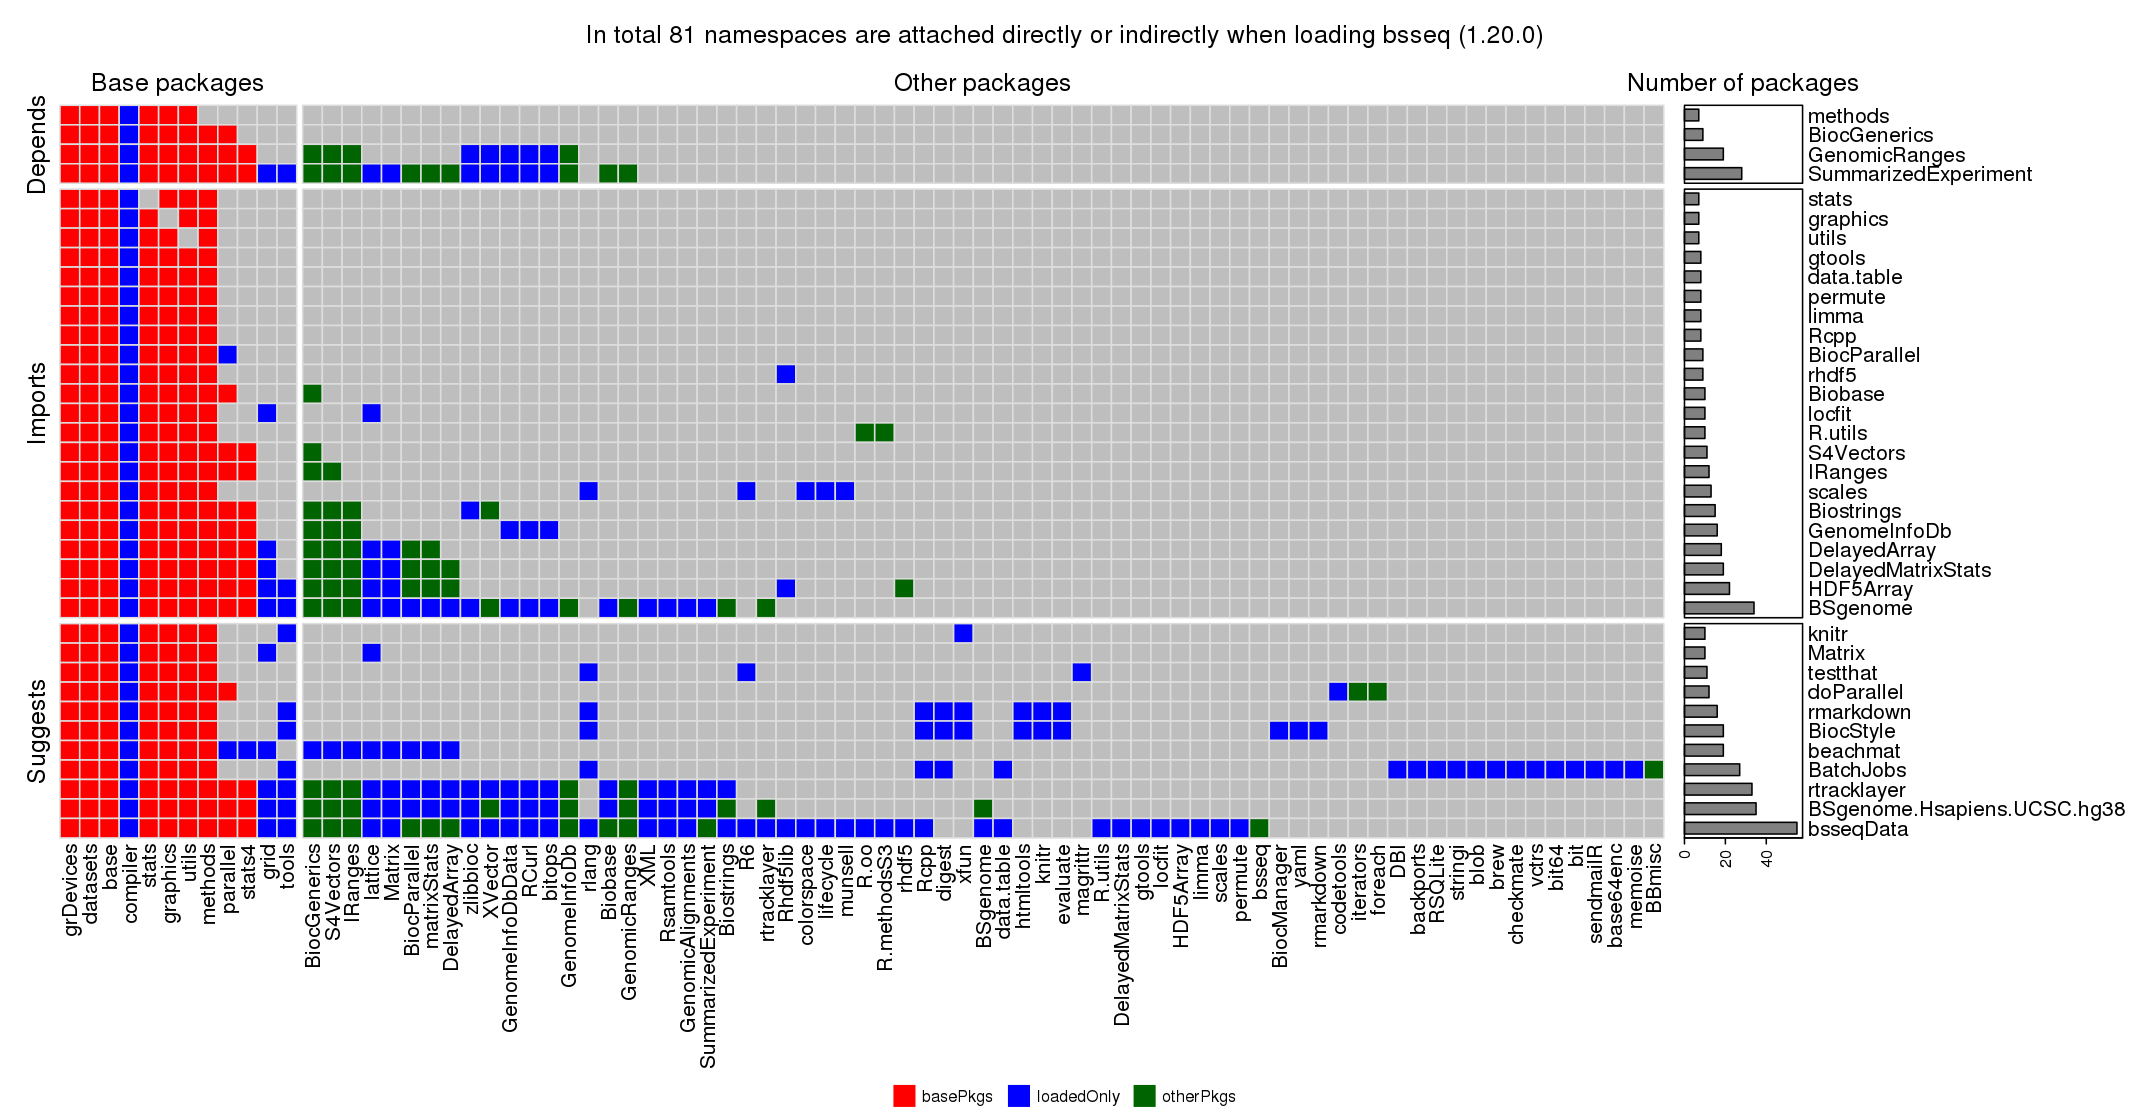 In total 81 namespaces are attached directly or indirectly when loading bsseq (1.20.0)
Base packages
Other packages
Number of packages
Depends
methods
BiocGenerics
GenomicRanges
SummarizedExperiment
Imports
stats
graphics
utils
gtools
data.table
permute
limma
Rcpp
BiocParallel
rhdf5
Biobase
locfit
R.utils
S4Vectors
IRanges
scales
Biostrings
GenomeInfoDb
DelayedArray
DelayedMatrixStats
HDF5Array
BSgenome
Suggests
knitr
Matrix
testthat
doParallel
rmarkdown
BiocStyle
beachmat
BatchJobs
rtracklayer
BSgenome.Hsapiens.UCSC.hg38
bsseqData
grDevices
datasets
base
compiler
stats
graphics
utils
methods
parallel
stats4
grid
tools
BiocGenerics
S4Vectors
IRanges
lattice
Matrix
BiocParallel
matrixStats
DelayedArray
zlibbioc
XVector
GenomeInfoDbData
RCurl
bitops
GenomeInfoDb
rlang
Biobase
GenomicRanges
XML
Rsamtools
GenomicAlignments
SummarizedExperiment
Biostrings
R6
rtracklayer
Rhdf5lib
colorspace
lifecycle
munsell
R.oo
R.methodsS3
rhdf5
Rcpp
digest
xfun
BSgenome
data.table
htmltools
knitr
evaluate
magrittr
R.utils
DelayedMatrixStats
gtools
locfit
HDF5Array
limma
scales
permute
bsseq
BiocManager
yaml
rmarkdown
codetools
iterators
foreach
DBI
backports
RSQLite
stringi
blob
brew
checkmate
vctrs
bit64
bit
sendmailR
base64enc
memoise
BBmisc
0
20
40
basePkgs
loadedOnly
otherPkgs